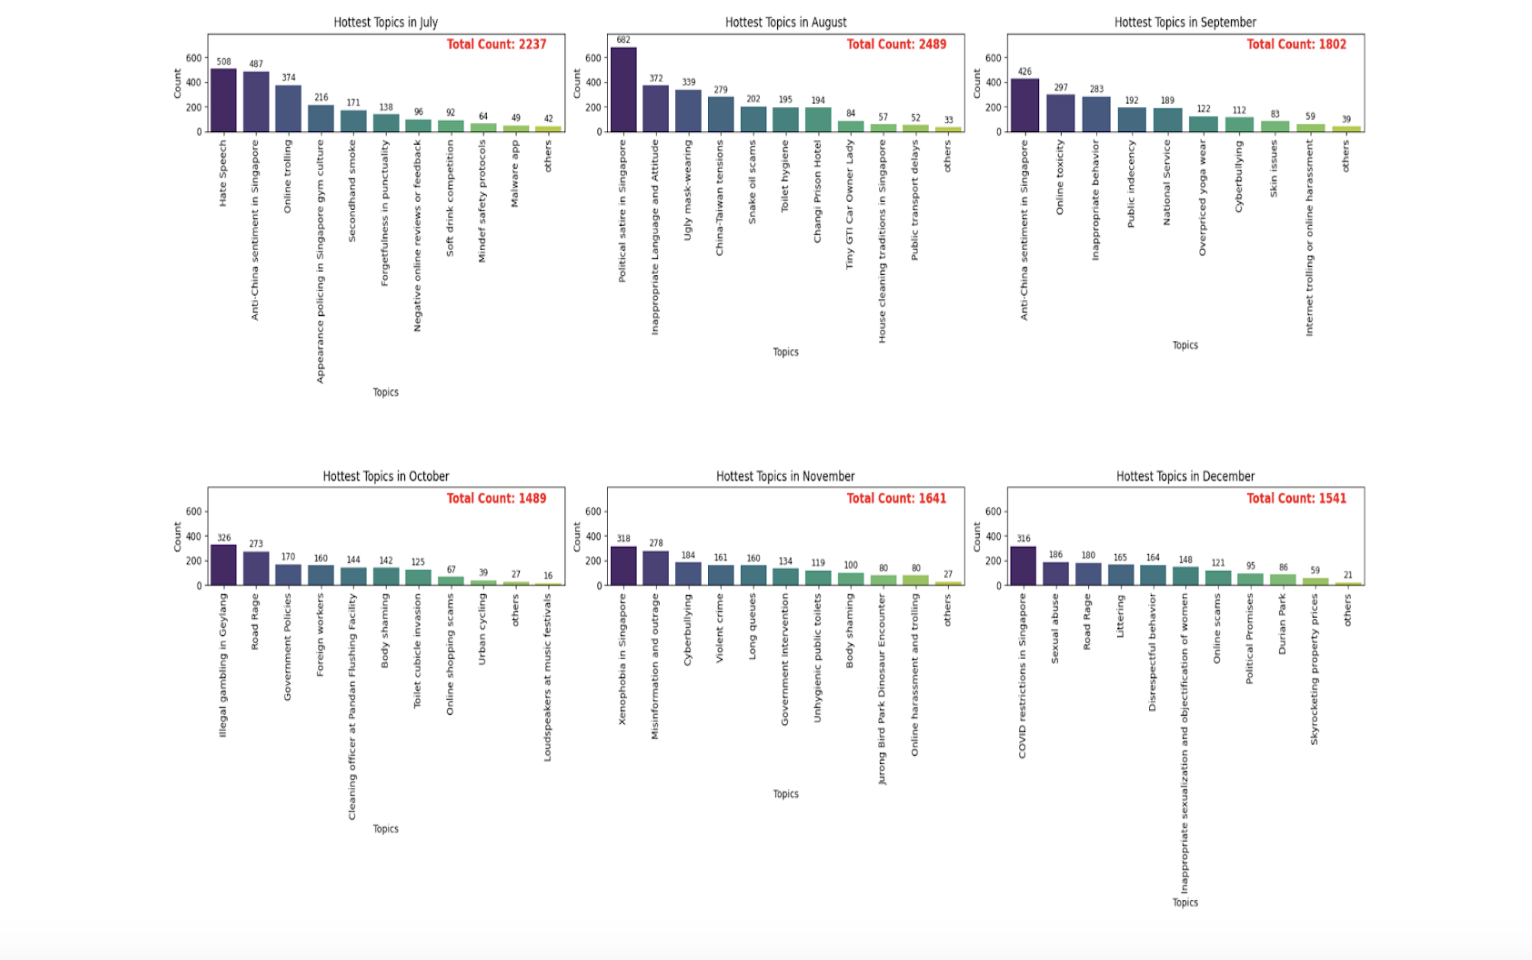 Hottest Topics in July
Total Count: 2237
Count
600
400
200
0
508
487
374
216
171
138
96
92
64
49
42
Hate Speech
Anti-China sentiment in Singapore
Online trolling
Appearance policing in Singapore gym culture
Secondhand smoke
Forgetfulness in punctuality
Negative online reviews or feedback
Soft drink competition
Mindef safety protocols
Malware app
others
Topics
Hottest Topics in August
Total Count: 2489
Count
600
400
200
0
682
372
339
279
202
195
194
84
57
52
33
Political satire in Singapore
Inappropriate Language and Attitude
Ugly mask-wearing
China-Taiwan tensions
Snake oil scams
Toilet hygiene
Changi Prison Hotel
Tiny GTI Car Owner Lady
House cleaning traditions in Singapore
Public transport delays
others
Topics
Hottest Topics in September
Total Count: 1802
Count
600
400
200
0
426
297
283
192
189
122
112
83
59
39
Anti-China sentiment in Singapore
Online toxicity
Inappropriate behavior
Public indecency
National Service
Overpriced yoga wear
Cyberbullying
Skin issues
Internet trolling or online harassment
others
Topics
Hottest Topics in October
Total Count: 1489
Count
600
400
200
0
326
273
170
160
144
142
125
67
39
27
16
Illegal gambling in Geylang
Road Rage
Government Policies
Foreign workers
Cleaning officer at Pandan Flushing Facility
Body shaming
Toilet cubicle invasion
Online shopping scams
Urban cycling
others
Loudspeakers at music festivals
Topics
Hottest Topics in November
Total Count: 1641
Count
600
400
200
0
318
278
184
161
160
134
119
100
80
80
27
Xenophobia in Singapore
Misinformation and outrage
Cyberbullying
Violent crime
Long queues
Government Intervention
Unhygienic public toilets
Body shaming
Jurong Bird Park Dinosaur Encounter
Online harassment and trolling
others
Topics
Hottest Topics in December
Total Count: 1541
Count
600
400
200
0
316
186
180
165
164
148
121
95
86
59
21
COVID restrictions in Singapore
Sexual abuse
Road Rage
Littering
Disrespectful behavior
Inappropriate sexualization and objectification of women
Online scams
Political Promises
Durian Park
Skyrocketing property prices
others
Topics